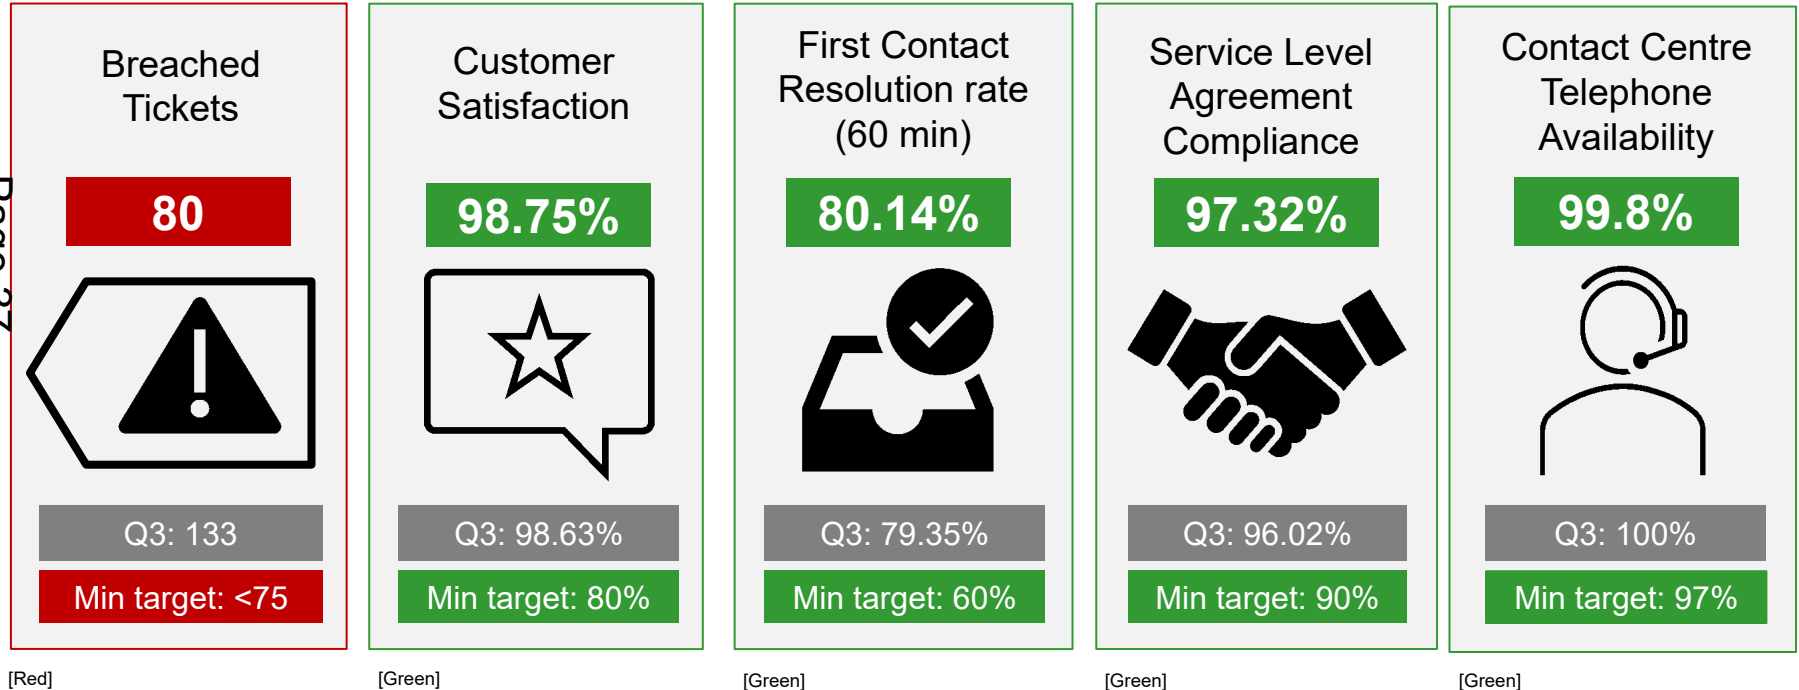 Breached
Tickets
80
Q3: 133
Min target: <75
[Red]
Customer
Satisfaction
98.75%
Q3: 98.63%
Min target: 80%
[Green]
First Contact
Resolution rate
(60 min)
80.14%
Q3: 79.35%
Min target: 60%
[Green]
Service Level
Agreement
Compliance
97.32%
Q3: 96.02%
Min target: 90%
[Green]
Contact Centre
Telephone
Availability
99.8%
Q3: 100%
Min target: 97%
[Green]